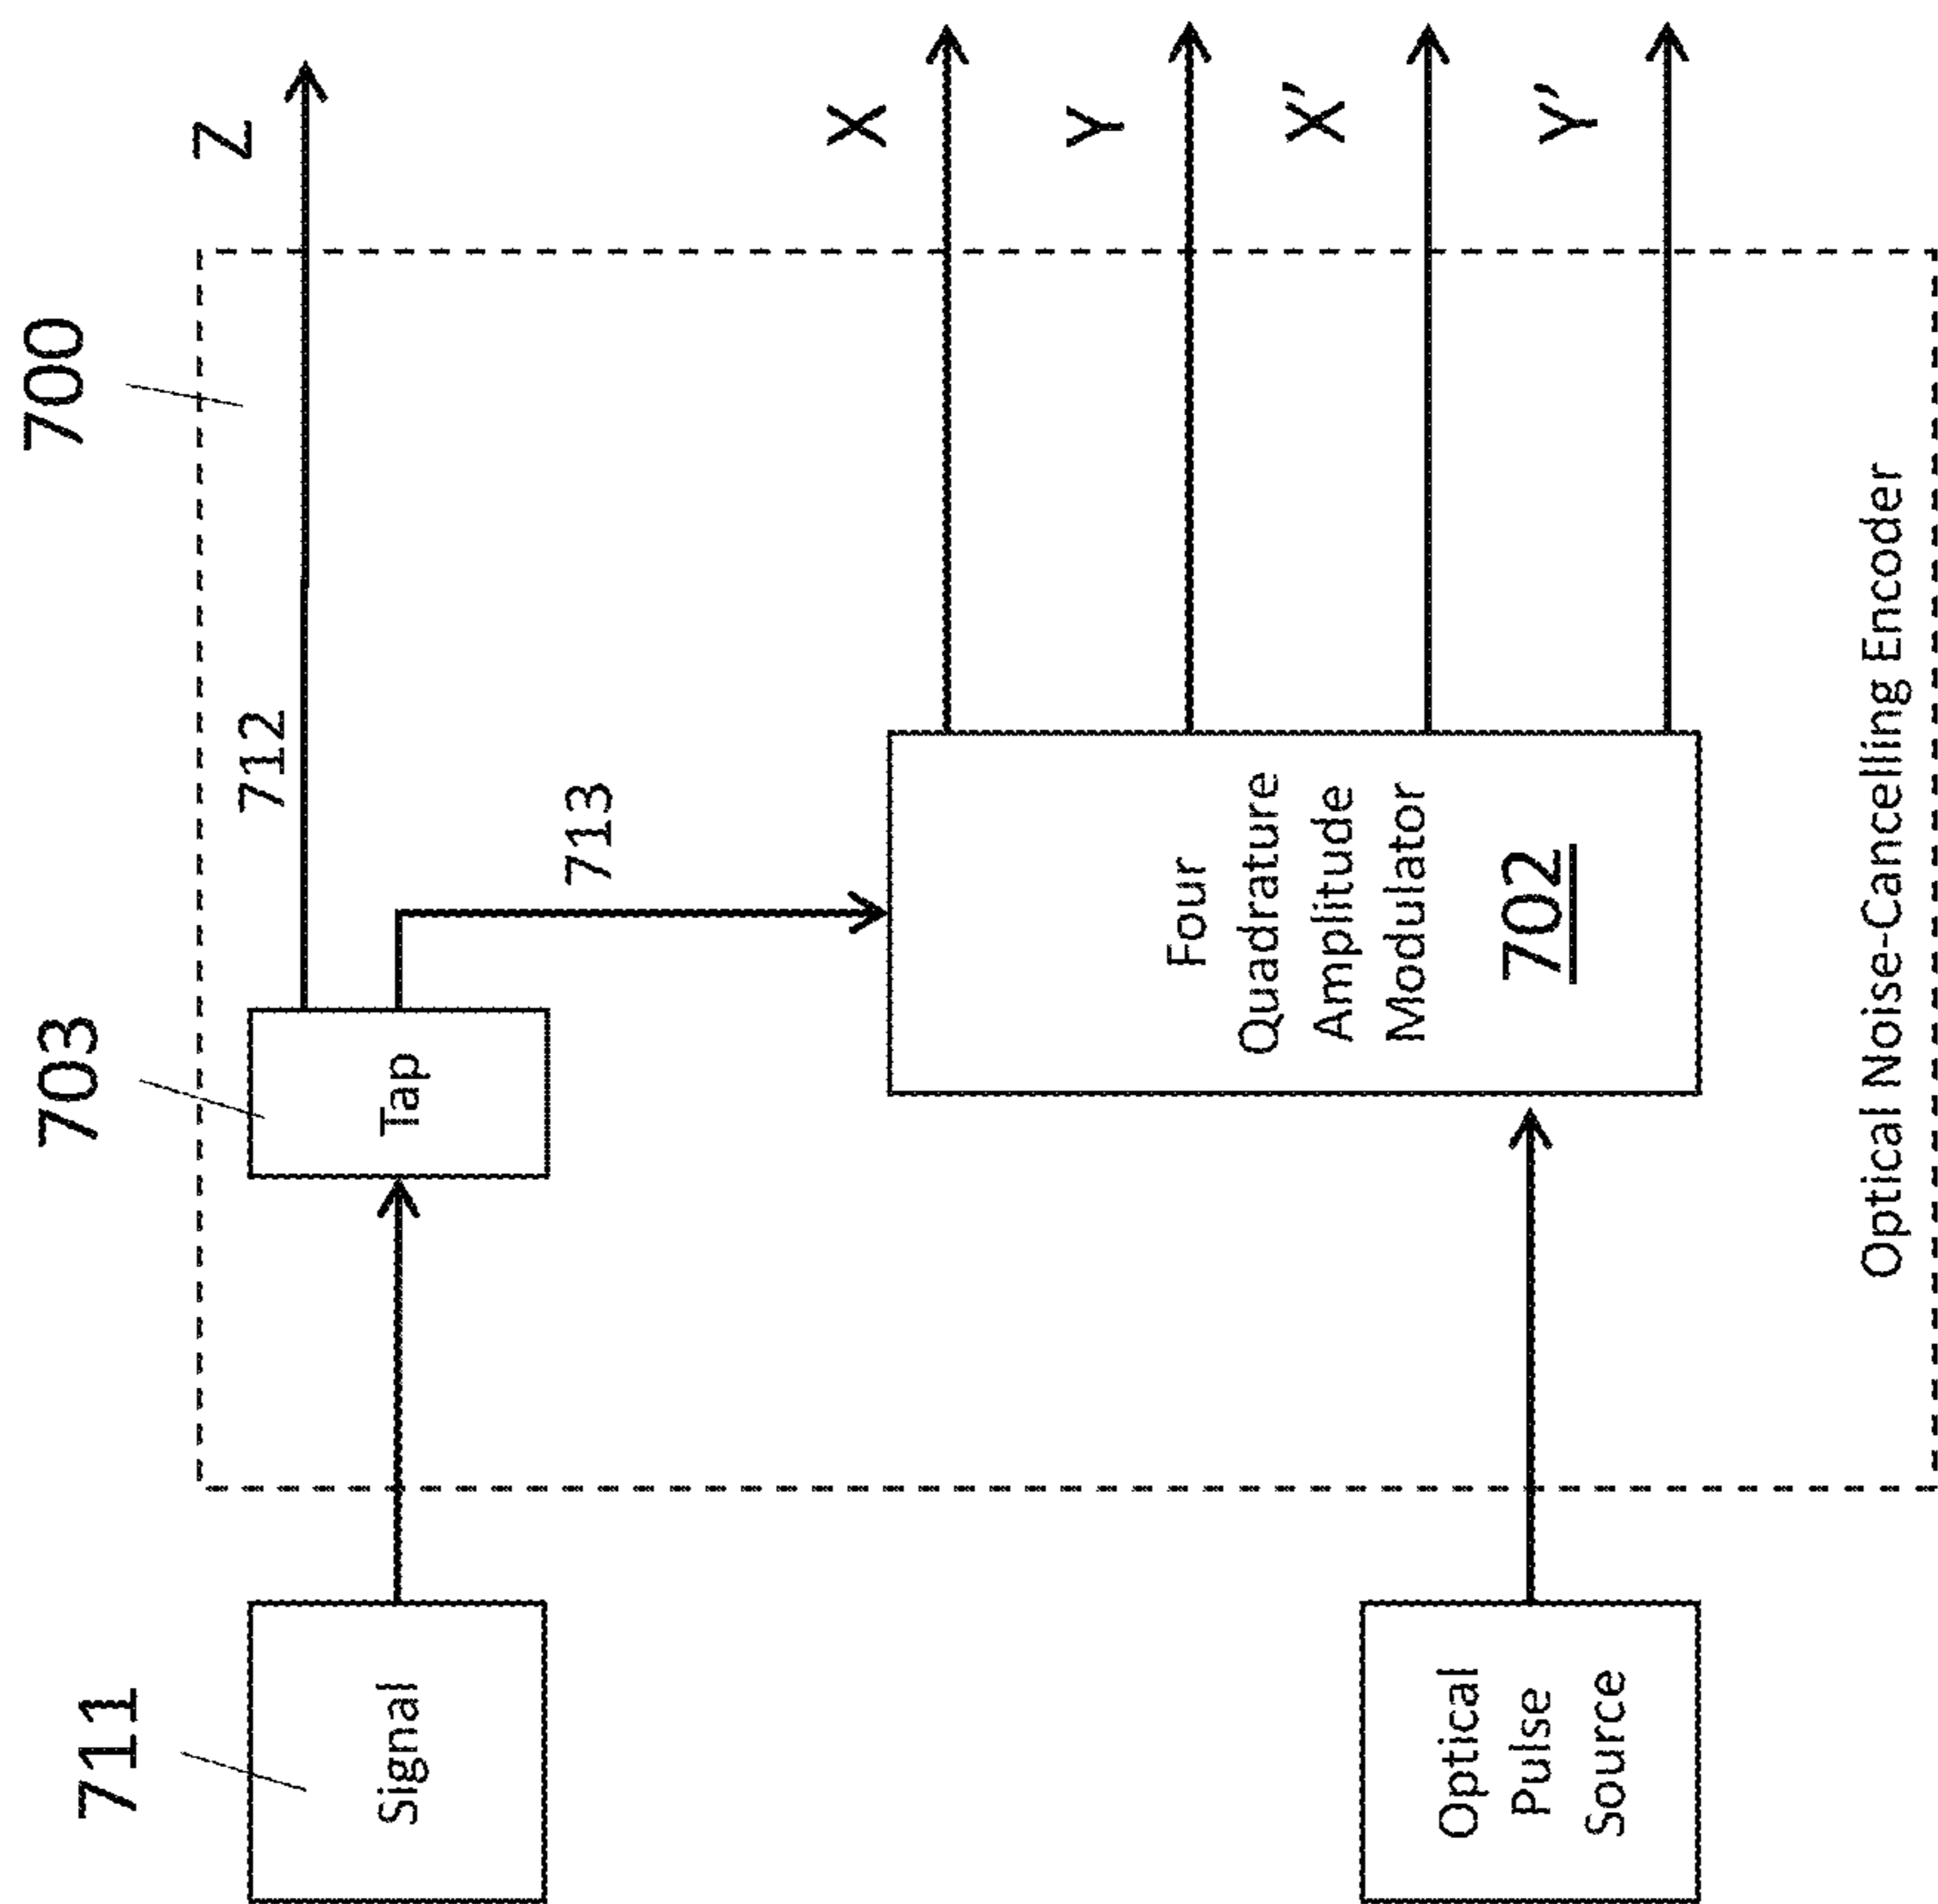 711
Signal
703
Tap
700
712
713
Z
Optical
Pulse
Source
Four
Quadrature
Amplitude
Modulator
702
X
Y
X'
Y'
Optical Noise-Cancelling Encoder